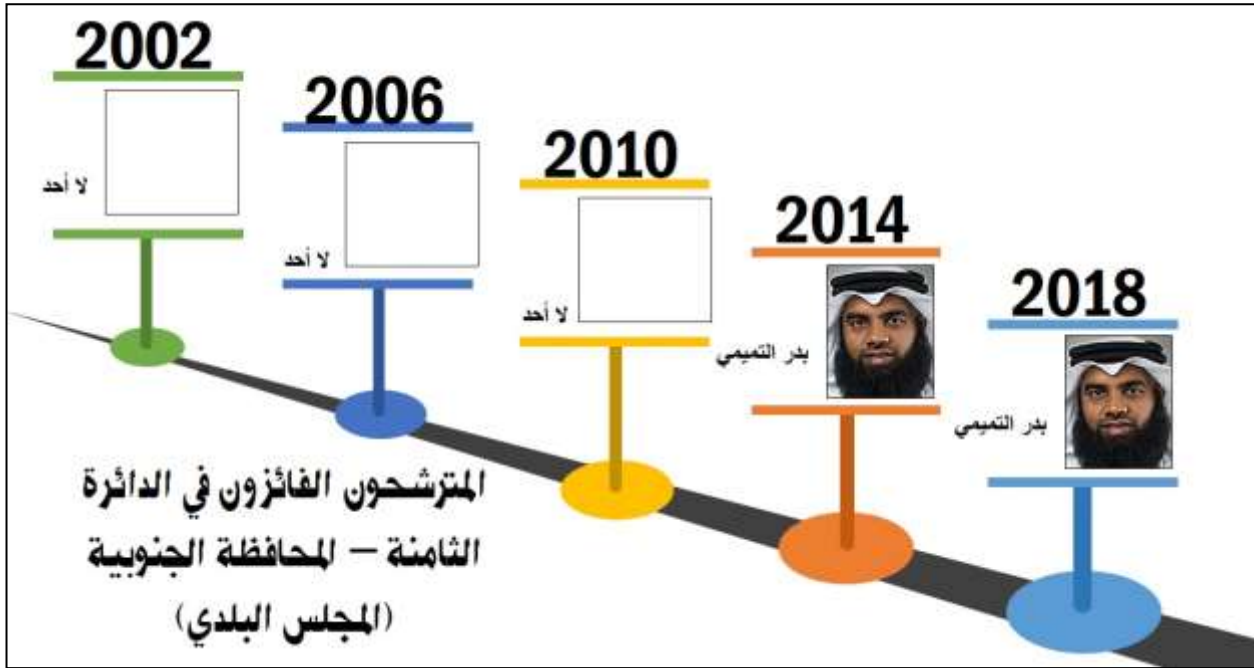 2002
لا أحد
2006
لا أحد
2010
لا أحد
2014
بدر التميمي
2018
بدر التميمي
المترشحون الفائزون في الدائرة
الثامنة – المحافظة الجنوبية
(المجلس البلدي)